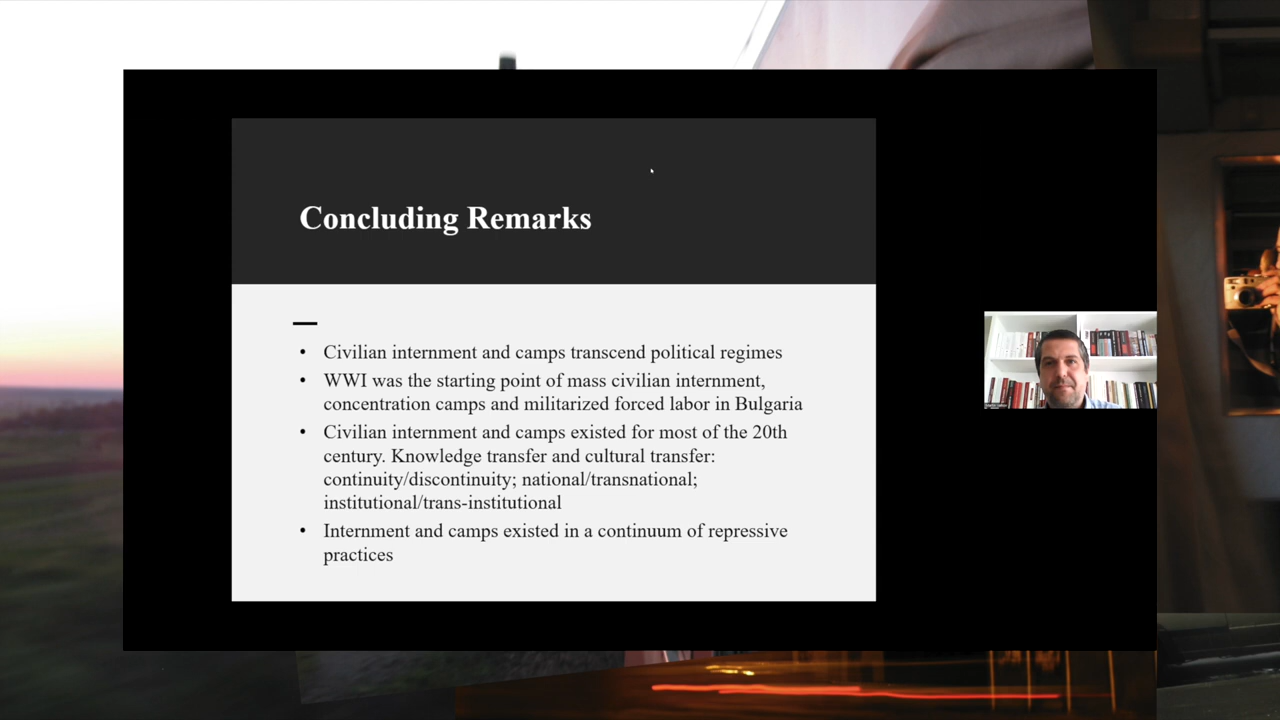 Concluding Remarks
• Civilian internment and camps transcend political regimes
• WWI was the starting point of mass civilian internment,
concentration camps and militarized forced labor in Bulgaria
• Civilian internment and camps existed for most of the 20th
century. Knowledge transfer and cultural transfer:
continuity/discontinuity; national/transnational;
institutional/trans-institutional
• Internment and camps existed in a continuum of repressive
practices